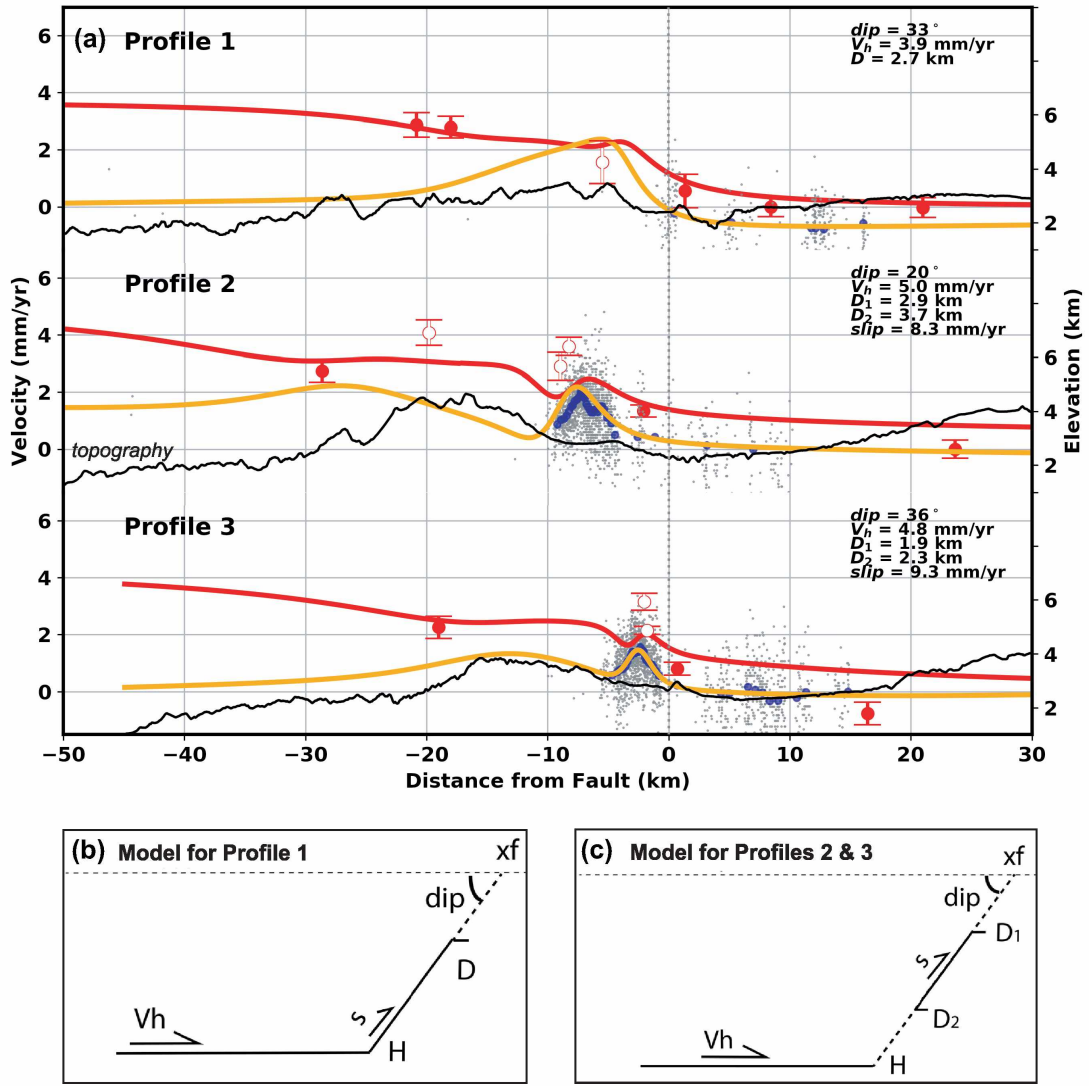 (a) Profile 1
dip = 33°
Vh = 3.9 mm/yr
D = 2.7 km
6
4
2
0
6
4
2
Profile 2
dip = 20°
Vh = 5.0 mm/yr
D1 = 2.9 km
D2 = 3.7 km
slip = 8.3 mm/yr
6
4
2
0
6
4
2
topography
Velocity (mm/yr)
Elevation (km)
Profile 3
dip = 36°
Vh = 4.8 mm/yr
D1 = 1.9 km
D2 = 2.3 km
slip = 9.3 mm/yr
6
4
2
0
6
4
2
−50 −40 −30 −20 −10 0 10 20 30
Distance from Fault (km)
(b) Model for Profile 1
xf
dip
D
s
Vh
H
(c) Model for Profiles 2 & 3
xf
dip
D1
s
D2
Vh
H